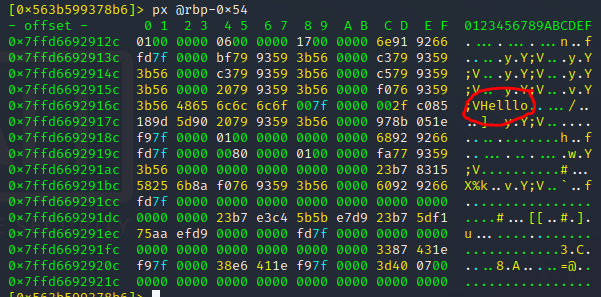 [0×563b599378b6]> px @rbp-0×54
- offset - 0 1 2 3 4 5 6 7 8 9 A B C D E F 0123456789ABCDEF
0×7ffd6692912c 0100 0000 0600 0000 1700 0000 6e91 9266 ............n..f
0×7ffd6692913c fd7f 0000 bf79 9359 3b56 0000 c379 9359 .....y.Y;V...y.Y
0×7ffd6692914c 3b56 0000 c379 9359 3b56 0000 c579 9359 ;V...y.Y;V...y.Y
0×7ffd6692915c 3b56 0000 2079 9359 3b56 0000 f076 9359 ;V.. y.Y;V...v.Y
0×7ffd6692916c 3b56 4865 6c6c 6c6f 007f 0000 002f c085 ;VHelllo...../..
0×7ffd6692917c 189d 5d90 2079 9359 3b56 0000 978b 051e ..]. y.Y;V......
0×7ffd6692918c f97f 0000 0100 0000 0000 0000 6892 9266 ............h..f
0×7ffd6692919c fd7f 0000 0080 0000 0100 0000 fa77 9359 .............w.Y
0×7ffd669291ac 3b56 0000 0000 0000 0000 0000 23b7 8315 ;V..........#...
0×7ffd669291bc 5825 6b8a f076 9359 3b56 0000 6092 9266 X%k..v.Y;V..`..f
0×7ffd669291cc fd7f 0000 0000 0000 0000 0000 0000 0000 ................
0×7ffd669291dc 0000 0000 23b7 e3c4 5b5b e7d9 23b7 5df1 ....#...[[..#.].
0×7ffd669291ec 75aa efd9 0000 0000 fd7f 0000 0000 0000 u...............
0×7ffd669291fc 0000 0000 0000 0000 0000 0000 3387 431e ............3.C.
0×7ffd6692920c f97f 0000 38e6 411e f97f 0000 3d40 0700 ....8.A.....=@..
0×7ffd6692921c 0000 0000 0000 0000 0000 0000 0000 0000 ................
[0×563b599378b6]>